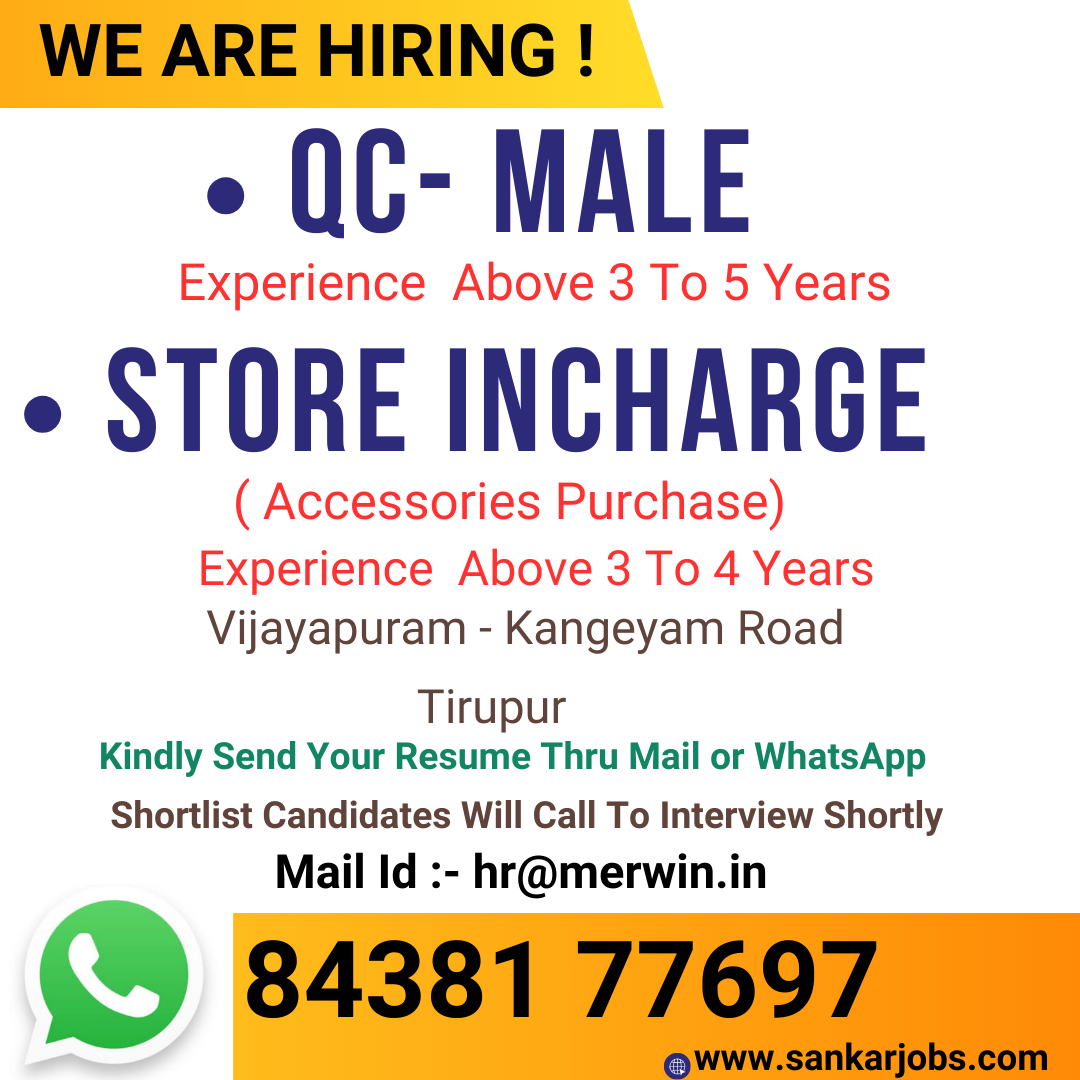 WE ARE HIRING !
• QC- MALE
Experience Above 3 To 5 Years
• STORE INCHARGE
( Accessories Purchase)
Experience Above 3 To 4 Years
Vijayapuram - Kangeyam Road
Tirupur
Kindly Send Your Resume Thru Mail or WhatsApp
Shortlist Candidates Will Call To Interview Shortly
Mail Id :- hr@merwin.in
84381 77697
www.sankarjobs.com